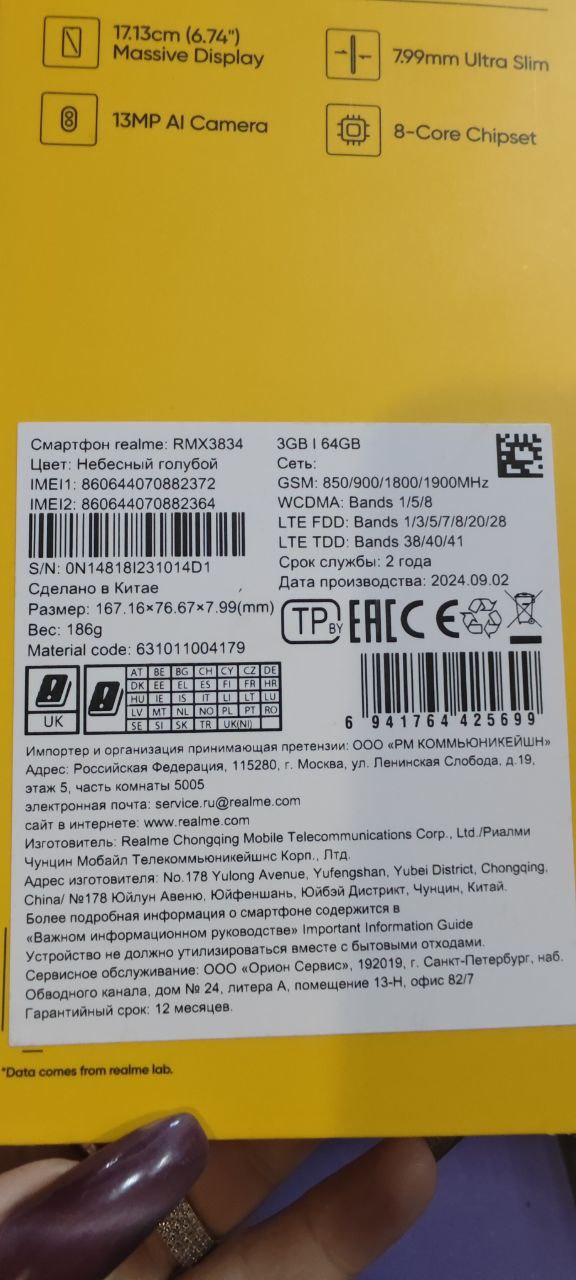 17.13cm (6.74")
Massive Display
7.99mm Ultra Slim
13MP AI Camera
8-Core Chipset
Смартфон realme: RMX3834
3GB I 64GB
Цвет: Небесный голубой
Сеть:
IMEI1: 860644070882372
GSM: 850/900/1800/1900MHz
IMEI2: 860644070882364
WCDMA: Bands 1/5/8
LTE FDD: Bands 1/3/5/7/8/20/28
LTE TDD: Bands 38/40/41
S/N: 0N14818I231014D1
Срок службы: 2 года
Сделано в Китае
Дата производства: 2024.09.02
Размер: 167.16×76.67×7.99(mm)
Вес: 186g
TP BY EAC CE
Material code: 631011004179
UK
AT BE BG CH CY CZ DE
DK EE EL ES FI FR HR
HU IE IS IT LI LT LU
LV MT NL NO PL PT RO
SE SI SK TR UK(NI)
6 941764 425699
Импортер и организация принимающая претензии: ООО «РМ КОММЬЮНИКЕЙШН»
Адрес: Российская Федерация, 115280, г. Москва, ул. Ленинская Слобода, д.19,
этаж 5, часть комнаты 5005
электронная почта: service.ru@realme.com
сайт в интернете: www.realme.com
Изготовитель: Realme Chongqing Mobile Telecommunications Corp., Ltd./Риалми
Чунцин Мобайл Телекоммьюникейшнс Корп., Лтд.
Адрес изготовителя: No.178 Yulong Avenue, Yufengshan, Yubei District, Chongqing,
China/ №178 Юйлун Авеню, Юйфеншань, Юйбэй Дистрикт, Чунцин, Китай.
Более подробная информация о смартфоне содержится в
«Важном информационном руководстве» Important Information Guide
Устройство не должно утилизироваться вместе с бытовыми отходами.
Сервисное обслуживание: ООО «Орион Сервис», 192019, г. Санкт-Петербург, наб.
Обводного канала, дом № 24, литера А, помещение 13-Н, офис 82/7
Гарантийный срок: 12 месяцев.
*Data comes from realme lab.